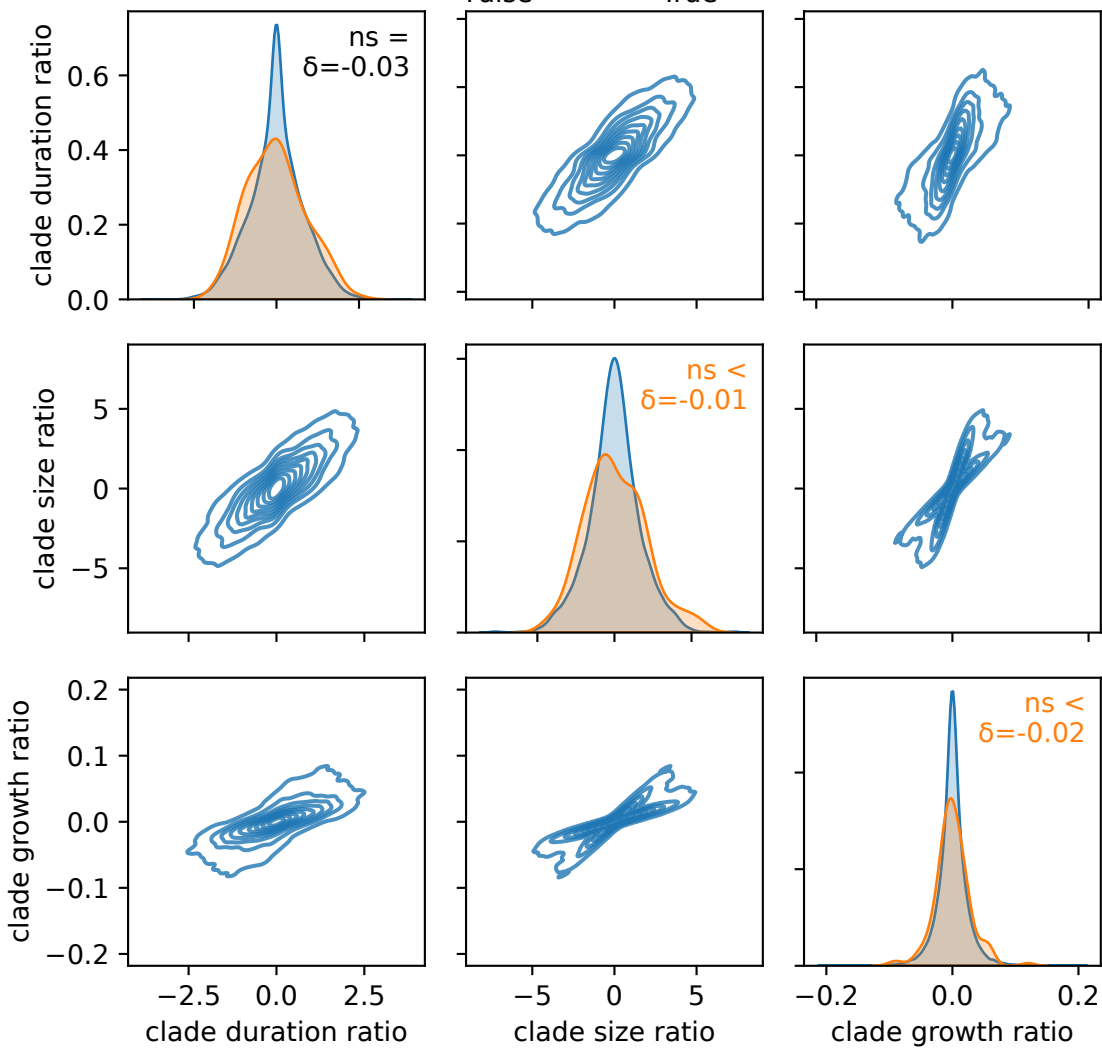 clade duration ratio
0.6
0.4
0.2
0.0
ns =
δ=-0.03
clade size ratio
5
0
−5
ns <
δ=-0.01
clade growth ratio
0.2
0.1
0.0
−0.1
−0.2
ns <
δ=-0.02
−2.5 0.0 2.5
−5 0 5
−0.2 0.0 0.2
clade duration ratio
clade size ratio
clade growth ratio